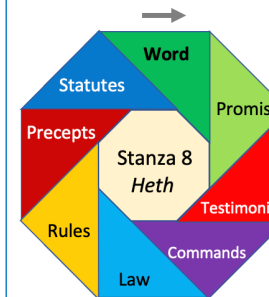 Word
Statutes
Promis
Precepts
Stanza 8
Heth
Testimoni
Rules
Commands
Law